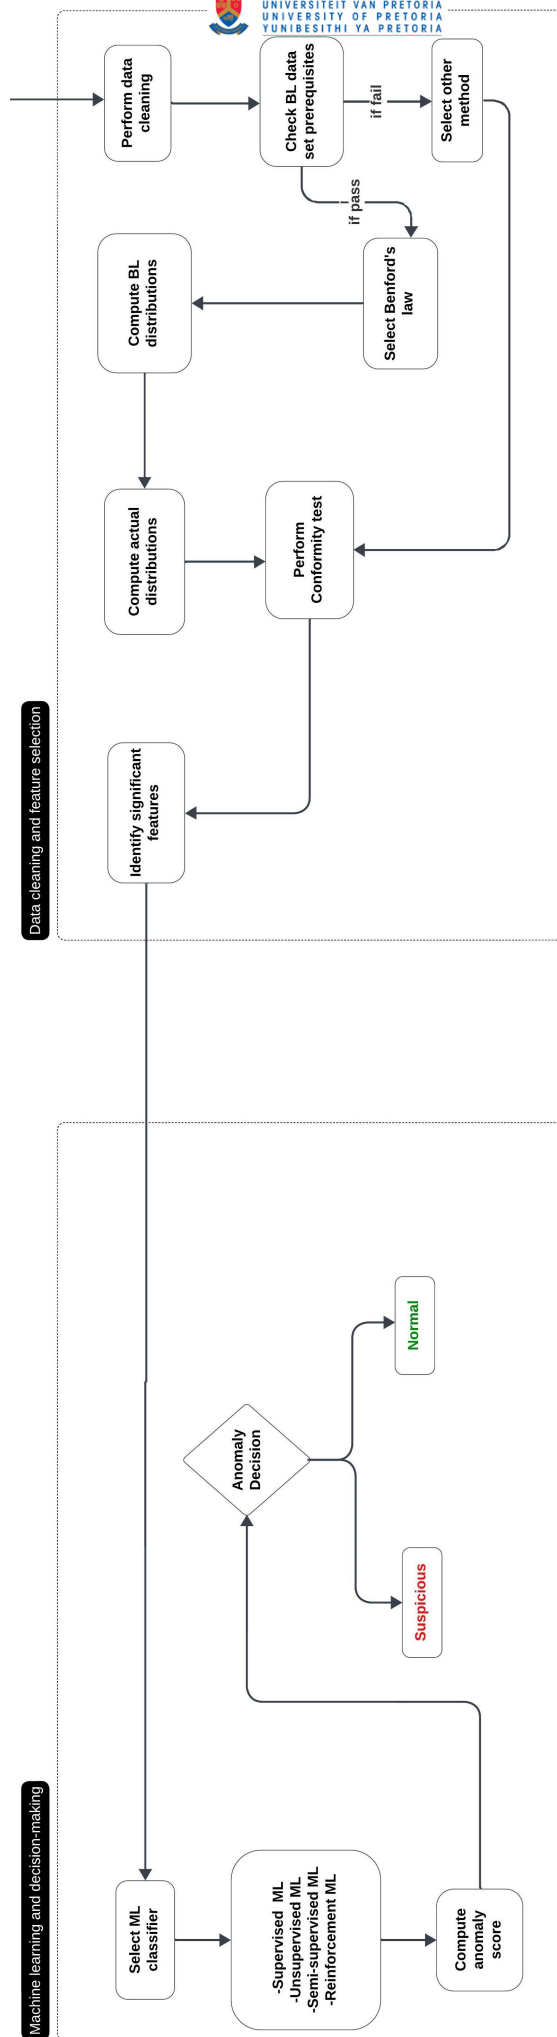 UNIVERSITEIT VAN PRETORIA
UNIVERSITY OF PRETORIA
YUNIBESITHI YA PRETORIA
Data cleaning and feature selection
Perform data
cleaning
Check BL data
set prerequisites
if fail
Select other
method
if pass
Select Benford's
law
Compute BL
distributions
Compute actual
distributions
Perform
Conformity test
Identify significant
features
Machine learning and decision-making
Select ML
classifier
-Supervised ML
-Unsupervised ML
-Semi-supervised ML
-Reinforcement ML
Compute
anomaly
score
Anomaly
Decision
Suspicious
Normal